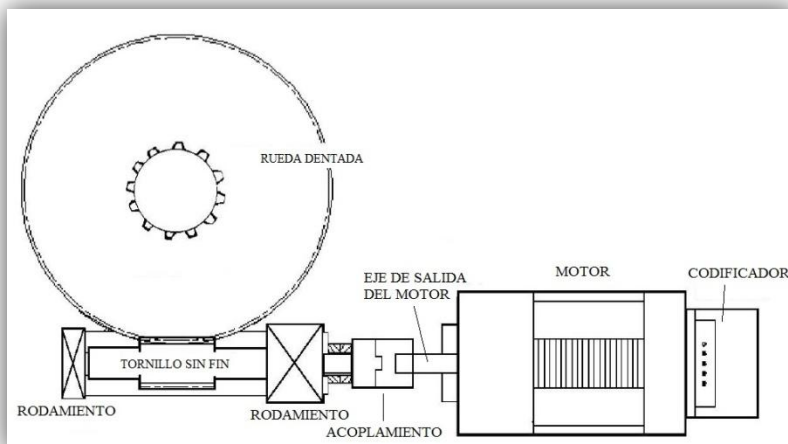 RUEDA DENTADA
EJE DE SALIDA
DEL MOTOR
MOTOR
CODIFICADOR
TORNILLO SIN FIN
RODAMIENTO
RODAMIENTO
ACOPLAMIENTO